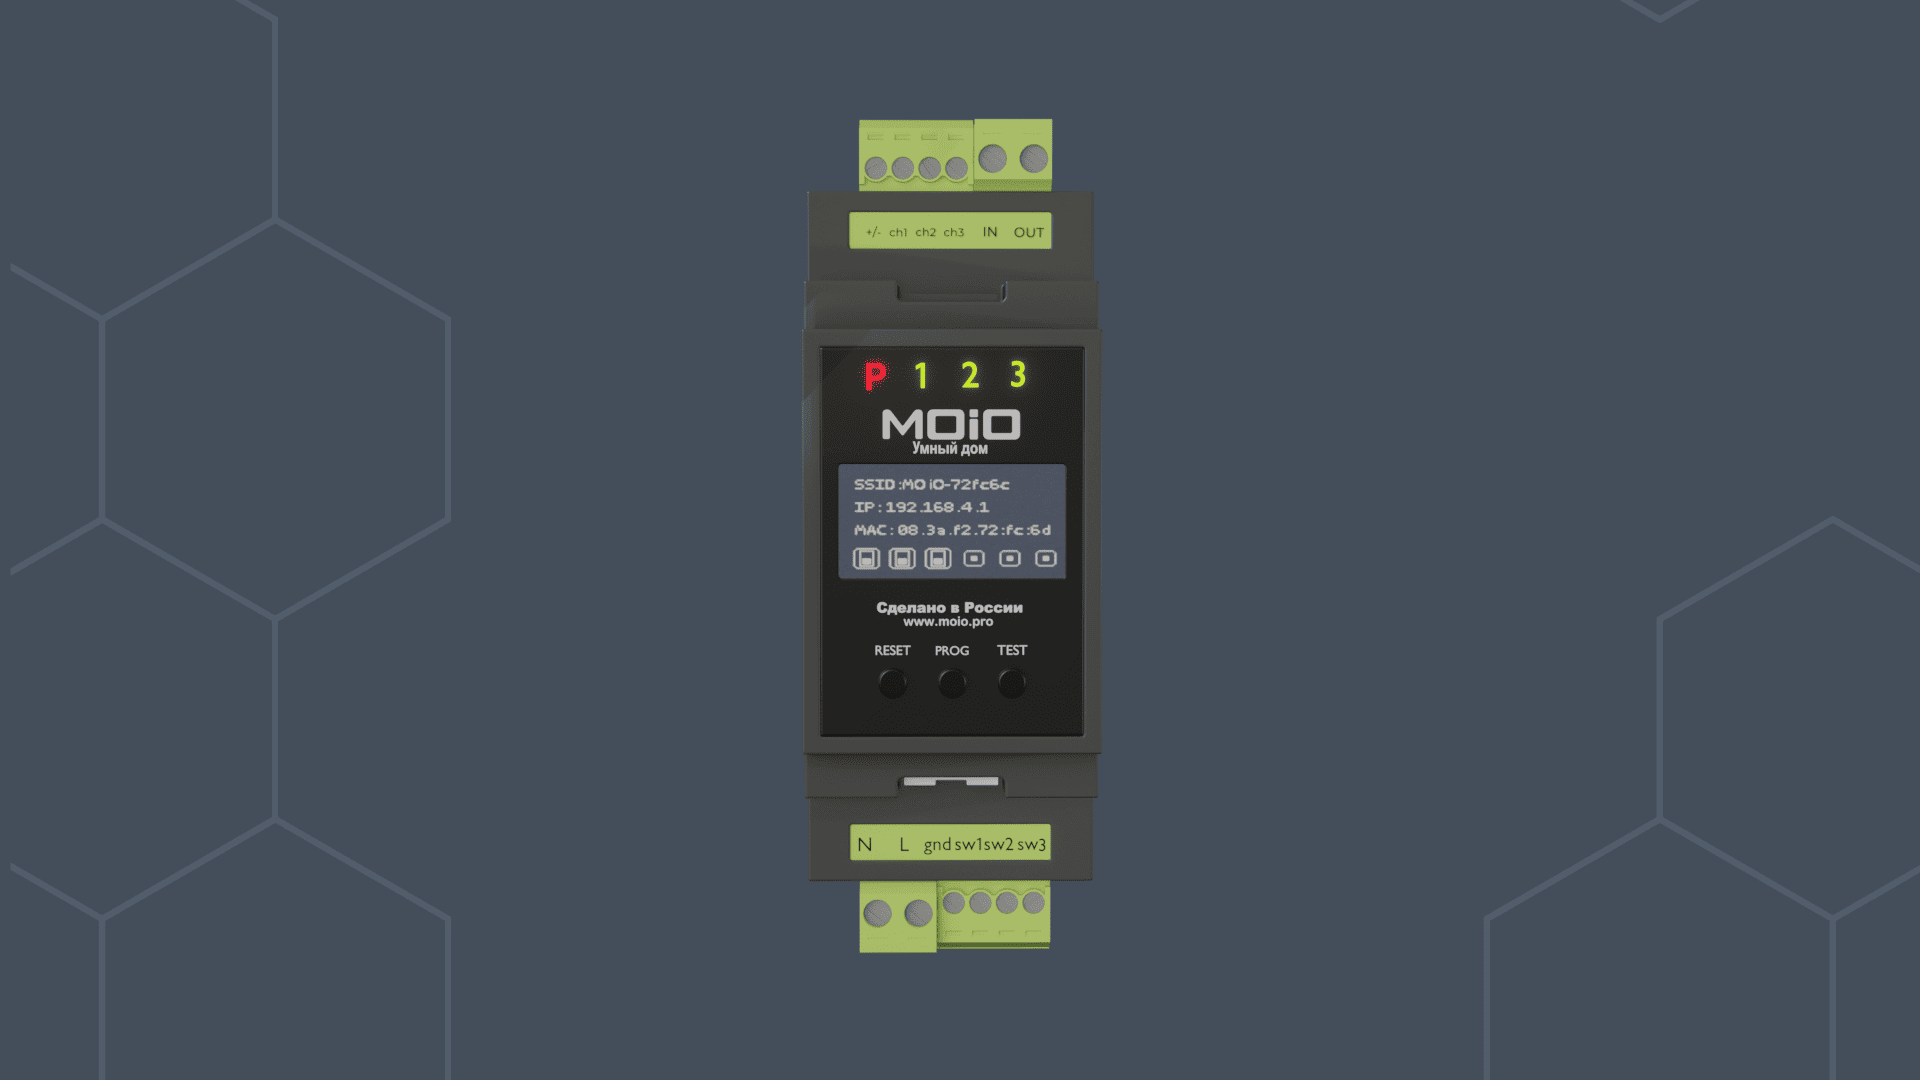 +/- ch1 ch2 ch3 IN OUT
P 1 2 3
MOiO
Умный дом
SSID:MOiO-72fc6c
IP:192.168.4.1
MAC:08.3a.f2.72:fc:6d
Сделано в России
www.moio.pro
RESET PROG TEST
N L gnd sw1 sw2 sw3